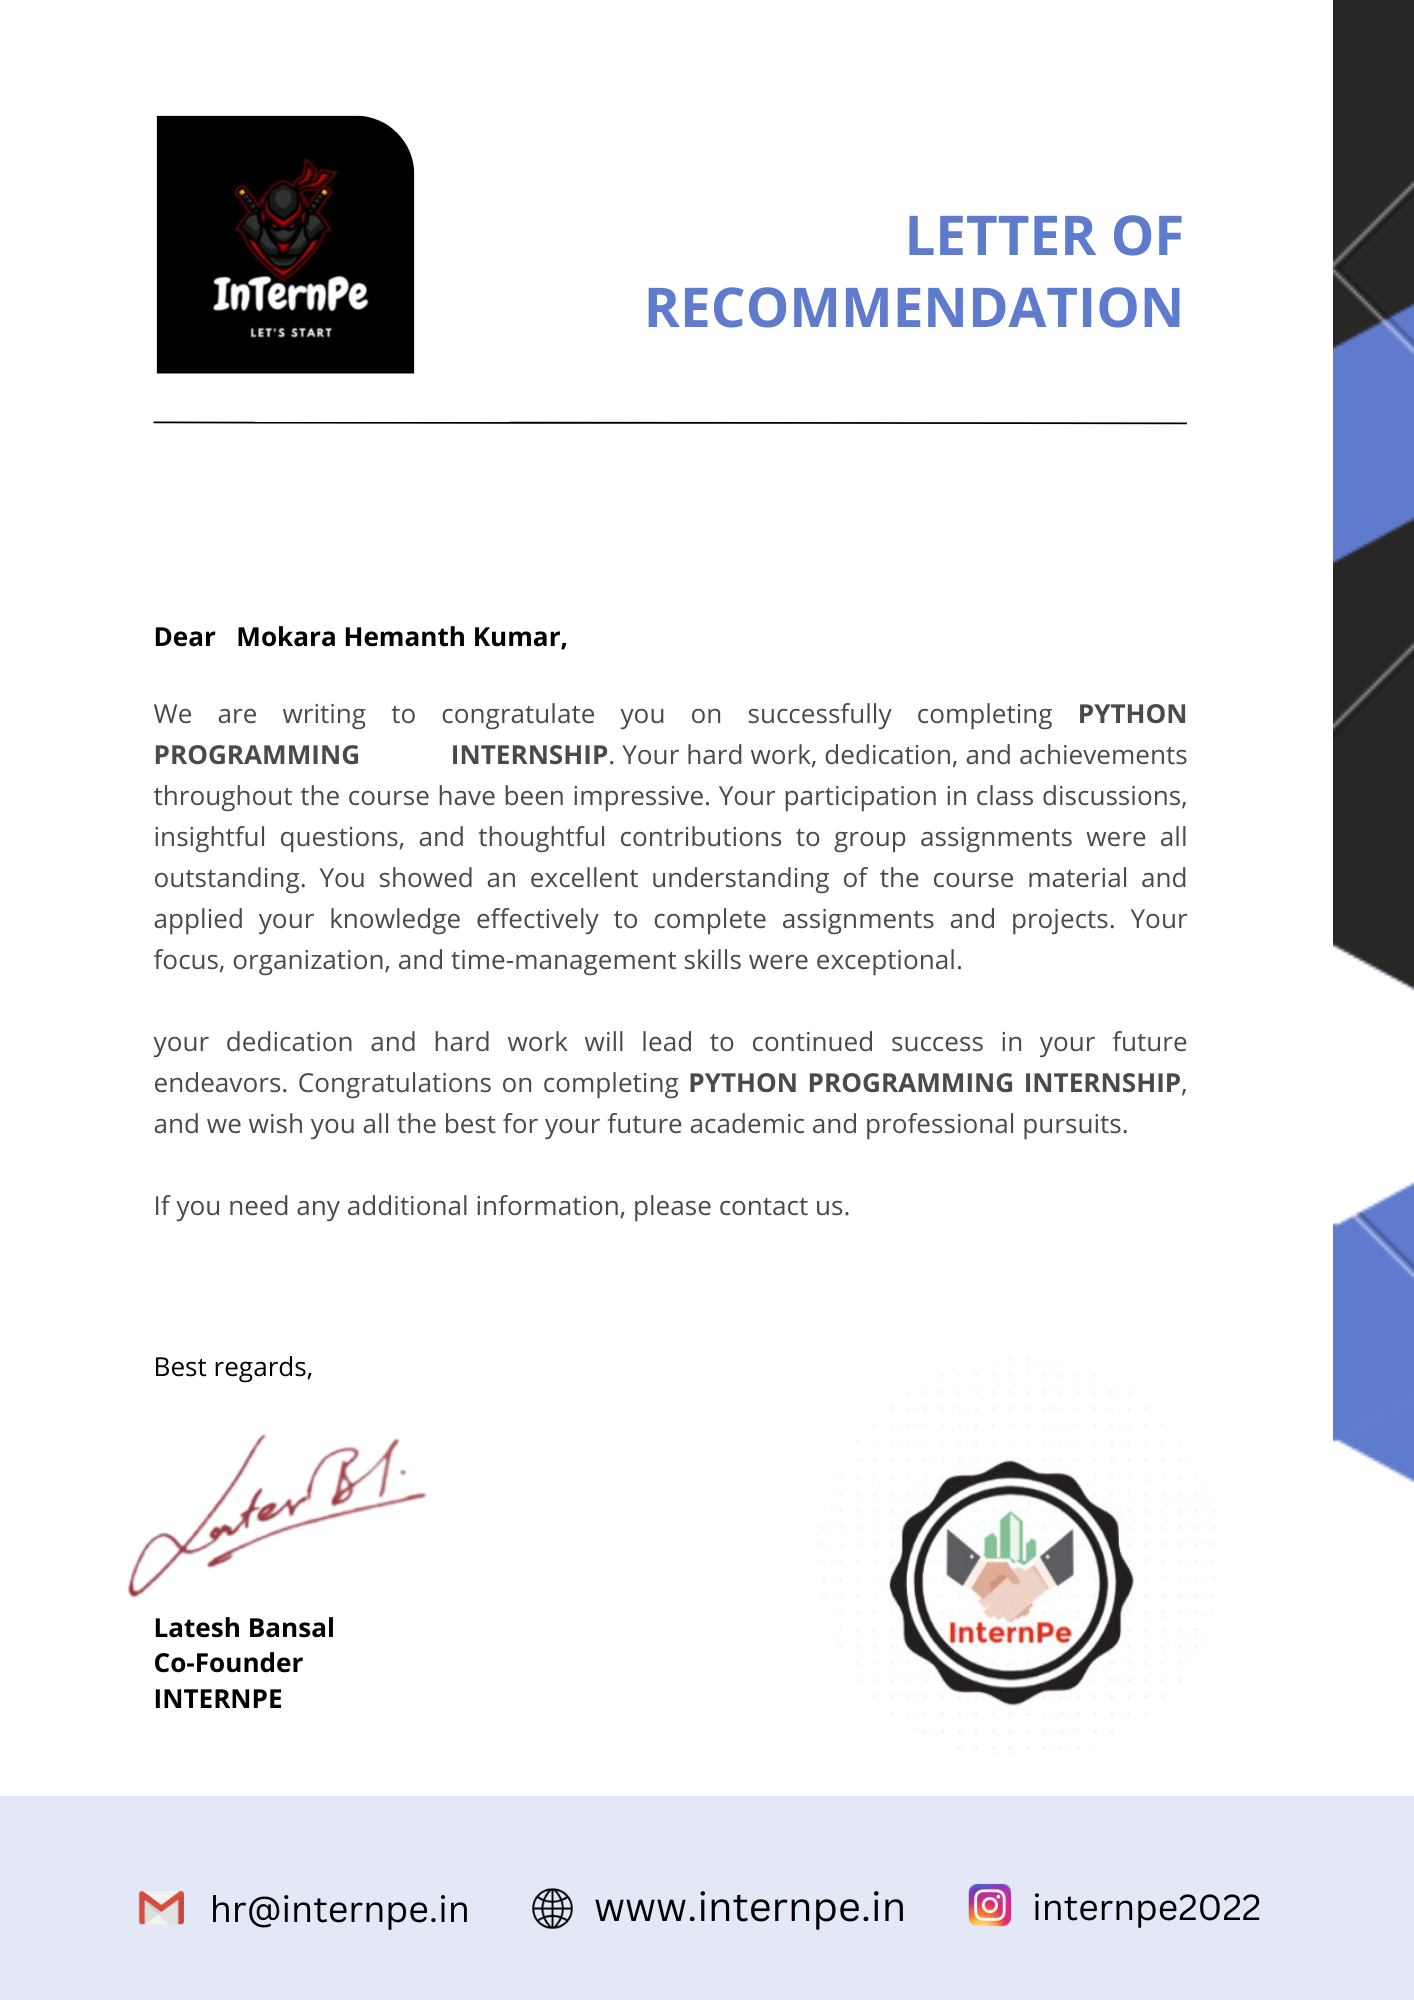 InTernPe
LET'S START
LETTER OF
RECOMMENDATION
Dear Mokara Hemanth Kumar,
We are writing to congratulate you on successfully completing PYTHON
PROGRAMMING INTERNSHIP. Your hard work, dedication, and achievements
throughout the course have been impressive. Your participation in class discussions,
insightful questions, and thoughtful contributions to group assignments were all
outstanding. You showed an excellent understanding of the course material and
applied your knowledge effectively to complete assignments and projects. Your
focus, organization, and time-management skills were exceptional.
your dedication and hard work will lead to continued success in your future
endeavors. Congratulations on completing PYTHON PROGRAMMING INTERNSHIP,
and we wish you all the best for your future academic and professional pursuits.
If you need any additional information, please contact us.
Best regards,
Latesh Bansal
Co-Founder
INTERNPE
InternPe
hr@internpe.in
www.internpe.in
internpe2022